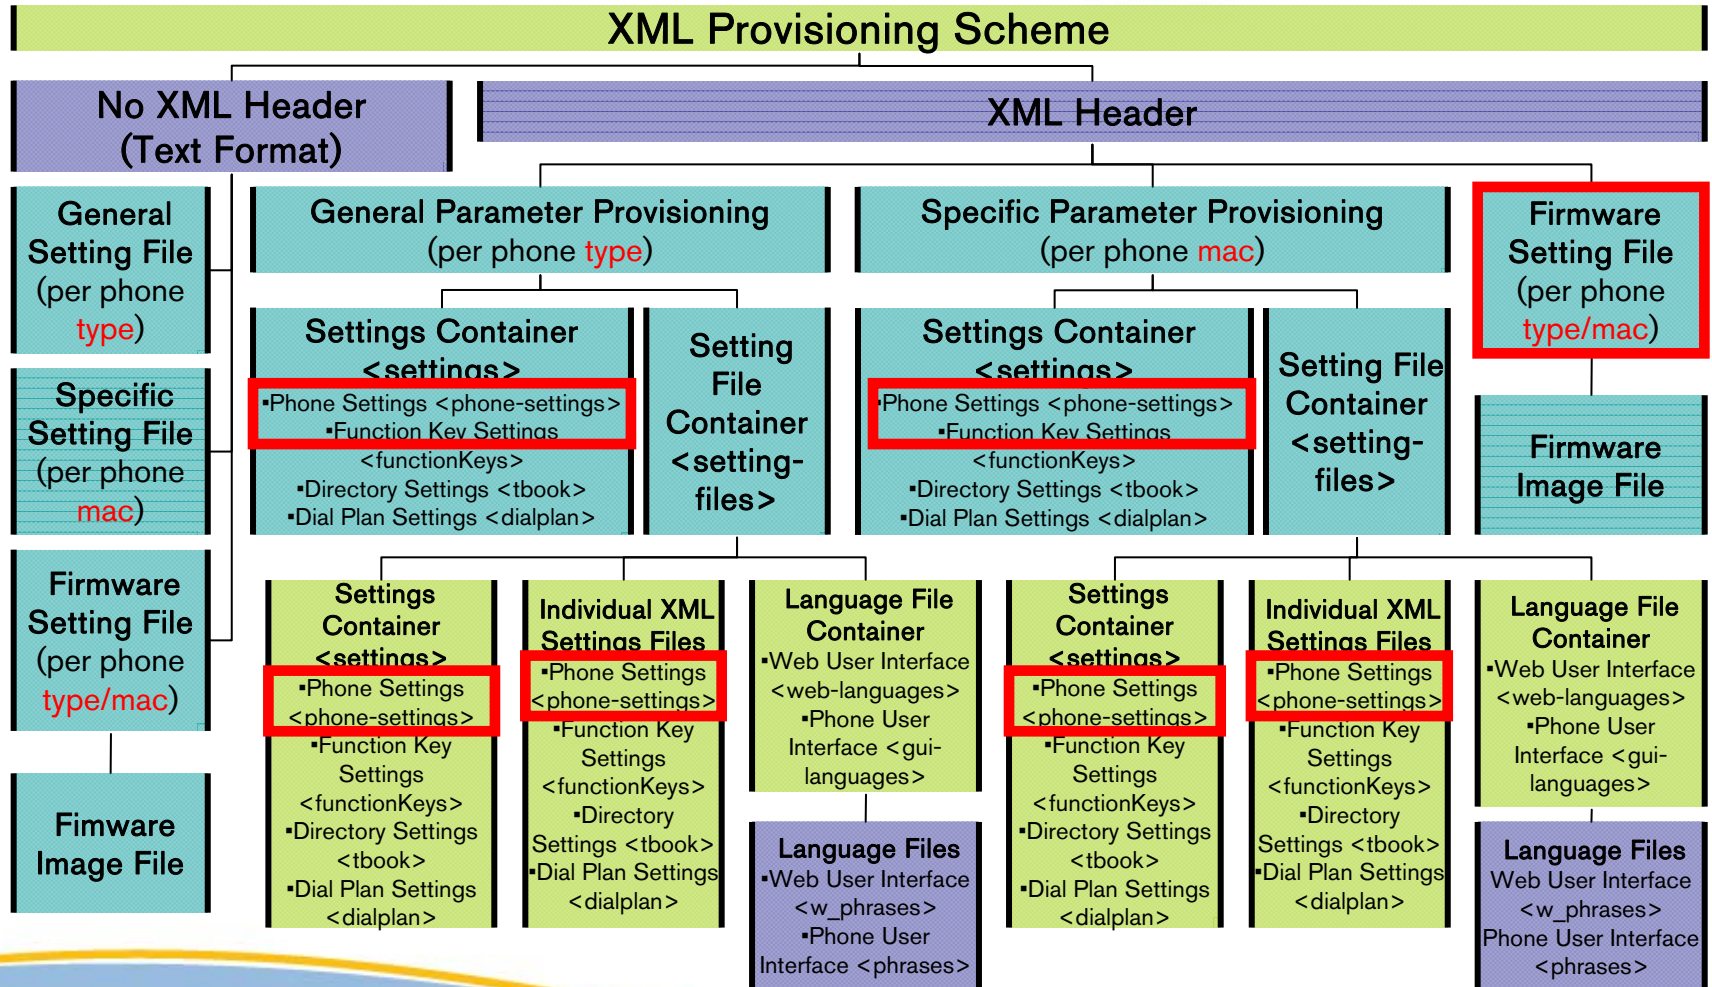 XML Provisioning Scheme
No XML Header
(Text Format)
XML Header
General
Setting File
(per phone
type)
Specific
Setting File
(per phone
mac)
Firmware
Setting File
(per phone
type/mac)
Fimware
Image File
General Parameter Provisioning
(per phone type)
Settings Container
<settings>
▪Phone Settings <phone-settings>
▪Function Key Settings
<functionKeys>
▪Directory Settings <tbook>
▪Dial Plan Settings <dialplan>
Setting
File
Container
<setting-
files>
Settings
Container
<settings>
▪Phone Settings
<phone-settings>
▪Function Key
Settings
<functionKeys>
▪Directory Settings
<tbook>
▪Dial Plan Settings
<dialplan>
Individual XML
Settings Files
▪Phone Settings
<phone-settings>
▪Function Key
Settings
<functionKeys>
▪Directory
Settings <tbook>
▪Dial Plan Settings
<dialplan>
Language File
Container
▪Web User Interface
<web-languages>
▪Phone User
Interface <gui-
languages>
Language Files
▪Web User Interface
<w_phrases>
▪Phone User
Interface <phrases>
Specific Parameter Provisioning
(per phone mac)
Settings Container
<settings>
▪Phone Settings <phone-settings>
▪Function Key Settings
<functionKeys>
▪Directory Settings <tbook>
▪Dial Plan Settings <dialplan>
Setting File
Container
<setting-
files>
Settings
Container
<settings>
▪Phone Settings
<phone-settings>
▪Function Key
Settings
<functionKeys>
▪Directory Settings
<tbook>
▪Dial Plan Settings
<dialplan>
Individual XML
Settings Files
▪Phone Settings
<phone-settings>
▪Function Key
Settings
<functionKeys>
▪Directory
Settings <tbook>
▪Dial Plan Settings
<dialplan>
Language File
Container
▪Web User Interface
<web-languages>
▪Phone User
Interface <gui-
languages>
Language Files
Web User Interface
<w_phrases>
Phone User Interface
<phrases>
Firmware
Setting File
(per phone
type/mac)
Firmware
Image File